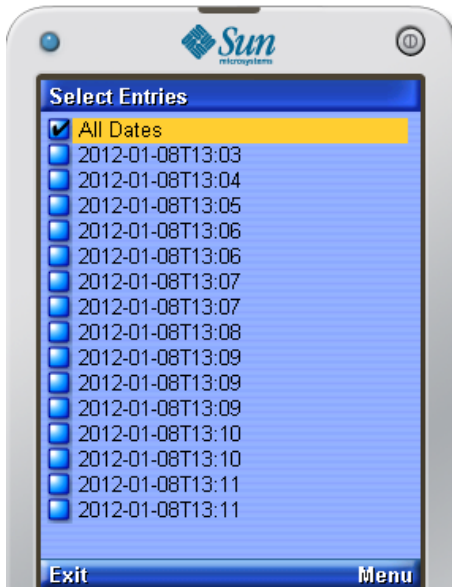 Sun
microsystems
Select Entries
All Dates
2012-01-08T13:03
2012-01-08T13:04
2012-01-08T13:05
2012-01-08T13:06
2012-01-08T13:06
2012-01-08T13:07
2012-01-08T13:07
2012-01-08T13:08
2012-01-08T13:09
2012-01-08T13:09
2012-01-08T13:09
2012-01-08T13:10
2012-01-08T13:10
2012-01-08T13:11
2012-01-08T13:11
Exit Menu